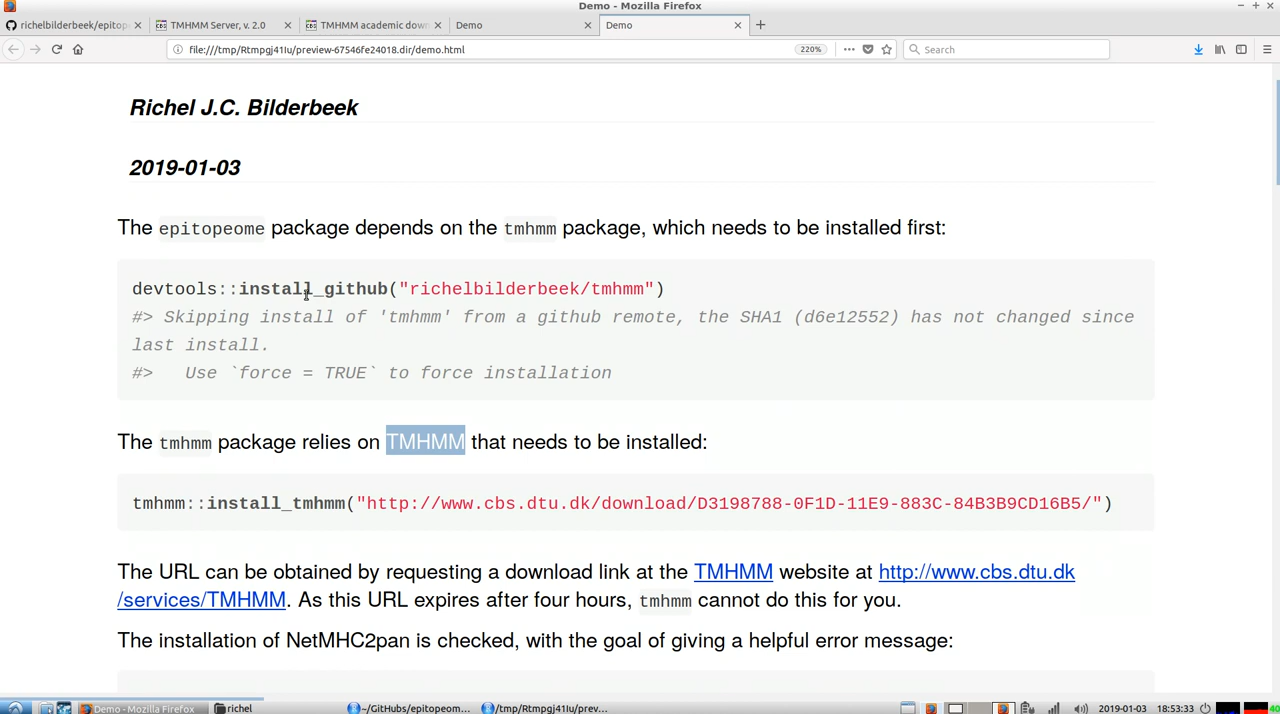 Demo - Mozilla Firefox
richelbilderbeek/epitop
TMHMM Server, v. 2.0
TMHMM academic down
Demo
Demo
file:///tmp/Rtmpgj41Iu/preview-67546fe24018.dir/demo.html
220%
Search
Richel J.C. Bilderbeek
2019-01-03
The epitopeome package depends on the tmhmm package, which needs to be installed first:
devtools::install_github("richelbilderbeek/tmhmm")
#> Skipping install of 'tmhmm' from a github remote, the SHA1 (d6e12552) has not changed since
last install.
#>   Use `force = TRUE` to force installation
The tmhmm package relies on TMHMM that needs to be installed:
tmhmm::install_tmhmm("http://www.cbs.dtu.dk/download/D3198788-0F1D-11E9-883C-84B3B9CD16B5/")
The URL can be obtained by requesting a download link at the TMHMM website at http://www.cbs.dtu.dk
/services/TMHMM. As this URL expires after four hours, tmhmm cannot do this for you.
The installation of NetMHC2pan is checked, with the goal of giving a helpful error message:
Demo - Mozilla Firefox
richel
~/GitHubs/epitopeom...
/tmp/Rtmpgj41Iu/prev...
2019-01-03
18:53:33
40